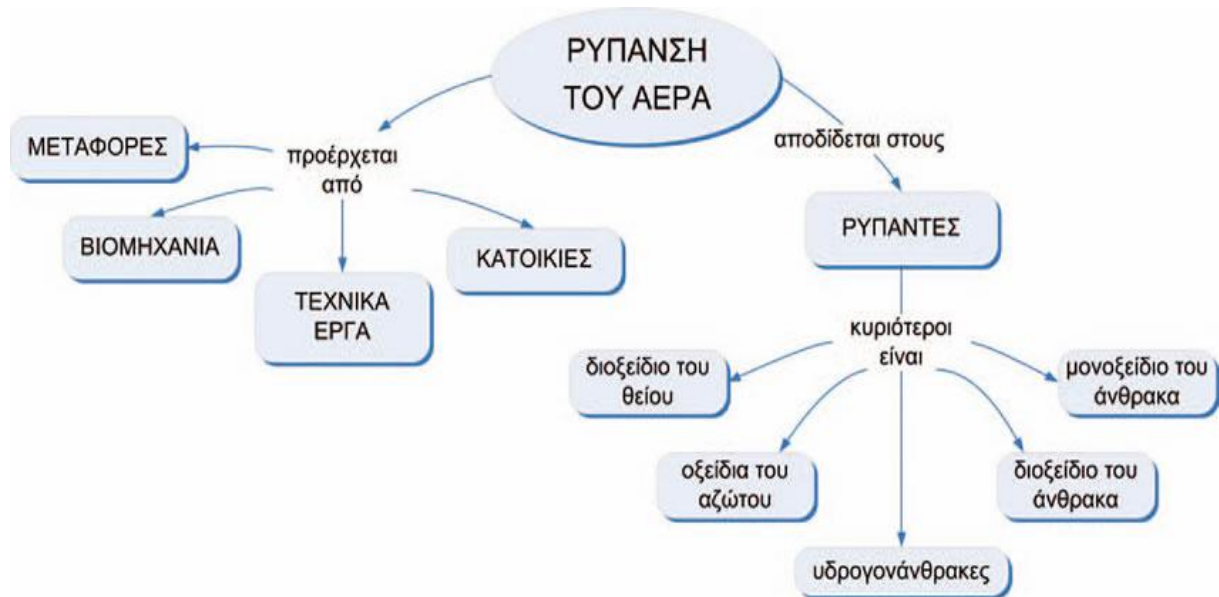 ΡΥΠΑΝΣΗ
ΤΟΥ ΑΕΡΑ
προέρχεται
από
ΜΕΤΑΦΟΡΕΣ
ΒΙΟΜΗΧΑΝΙΑ
ΤΕΧΝΙΚΑ
ΕΡΓΑ
ΚΑΤΟΙΚΙΕΣ
αποδίδεται στους
ΡΥΠΑΝΤΕΣ
κυριότεροι
είναι
διοξείδιο του
θείου
οξείδια του
αζώτου
υδρογονάνθρακες
διοξείδιο του
άνθρακα
μονοξείδιο του
άνθρακα